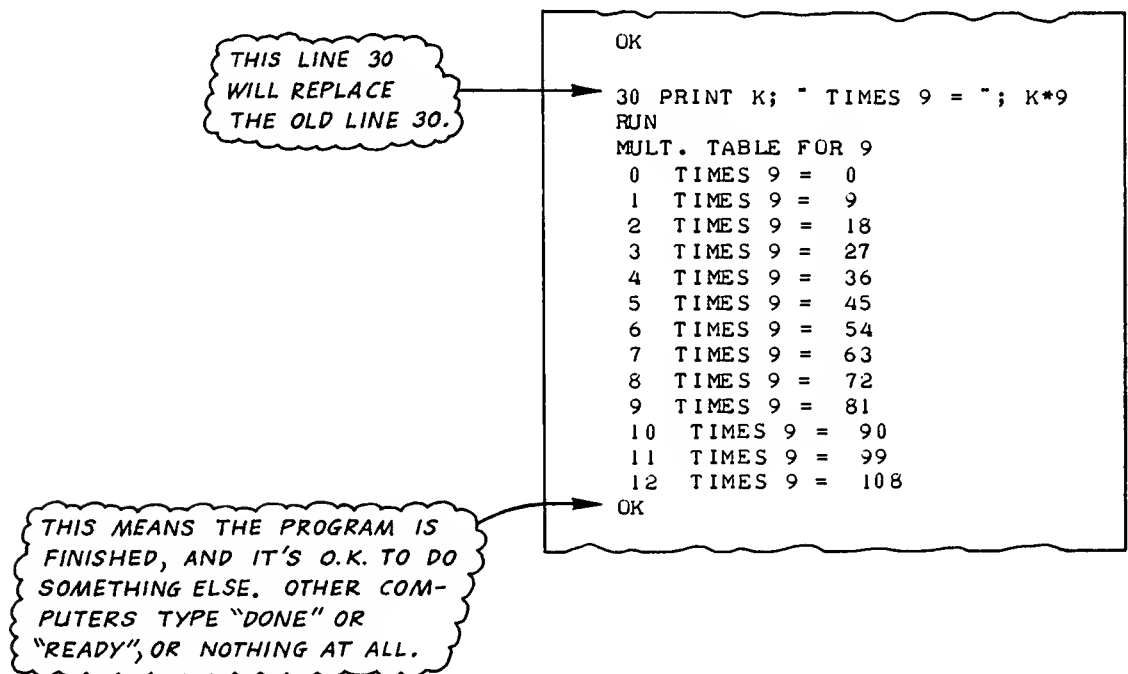 OK
THIS LINE 30
WILL REPLACE
THE OLD LINE 30.
30 PRINT K; " TIMES 9 = "; K*9
RUN
MULT. TABLE FOR 9
0 TIMES 9 = 0
1 TIMES 9 = 9
2 TIMES 9 = 18
3 TIMES 9 = 27
4 TIMES 9 = 36
5 TIMES 9 = 45
6 TIMES 9 = 54
7 TIMES 9 = 63
8 TIMES 9 = 72
9 TIMES 9 = 81
10 TIMES 9 = 90
11 TIMES 9 = 99
12 TIMES 9 = 108
OK
THIS MEANS THE PROGRAM IS
FINISHED, AND IT'S O.K. TO DO
SOMETHING ELSE. OTHER COM-
PUTERS TYPE "DONE" OR
"READY", OR NOTHING AT ALL.